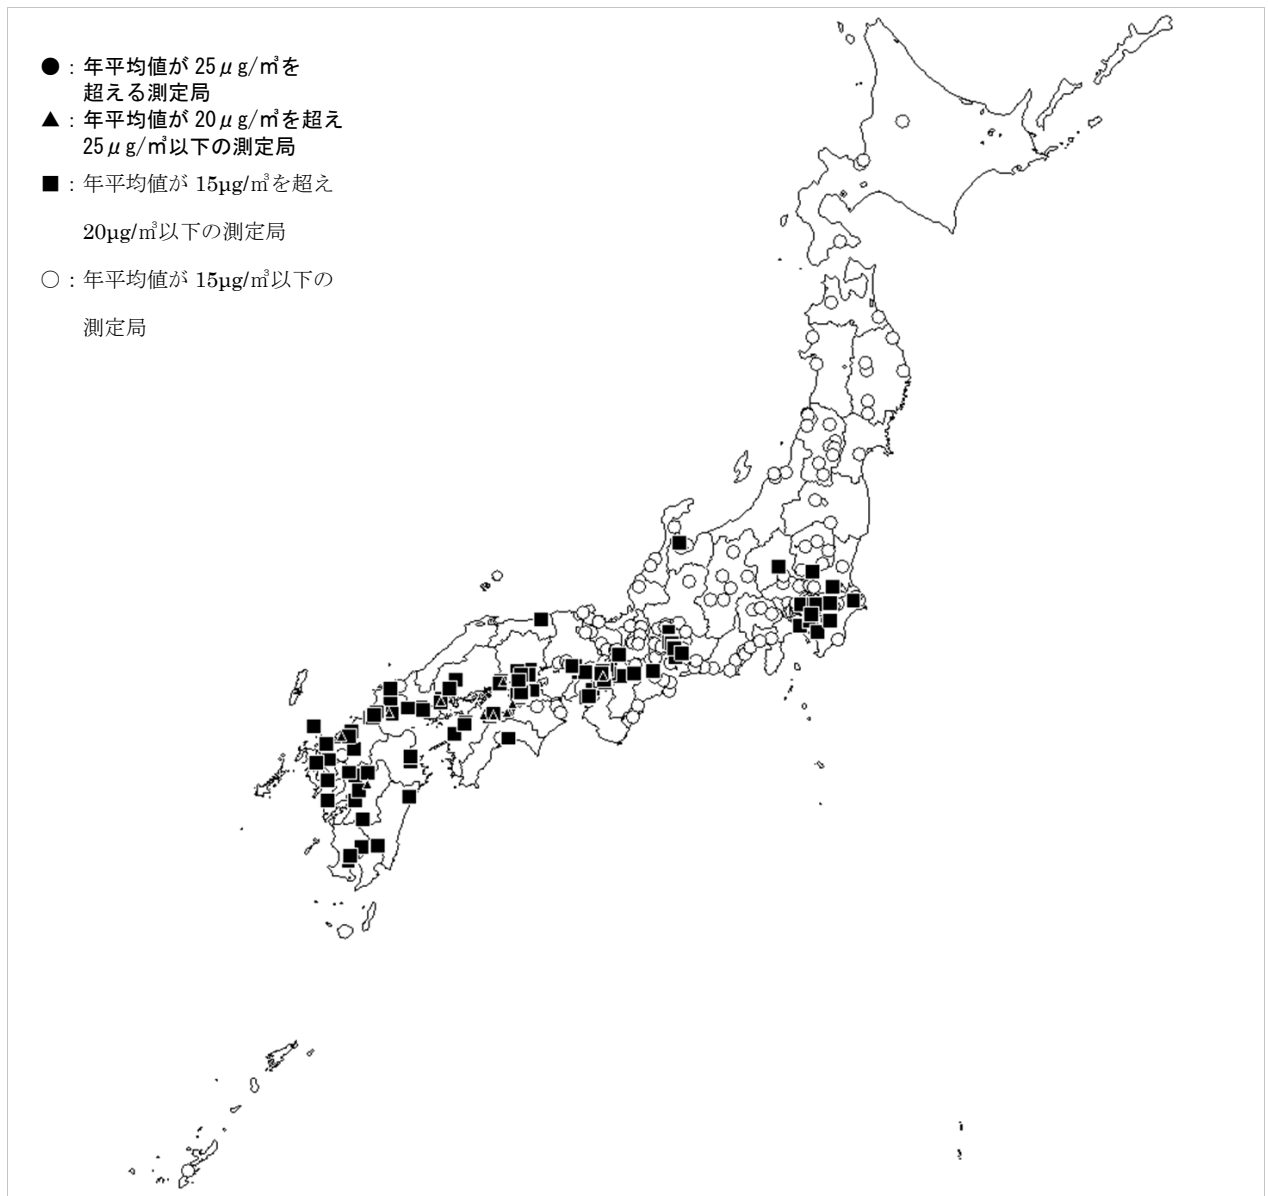 ●：年平均値が 25μg/㎥を
超える測定局
▲：年平均値が 20μg/㎥を超え
25μg/㎥以下の測定局
■：年平均値が 15µg/㎥を超え
20µg/㎥以下の測定局
○：年平均値が 15µg/㎥以下の
測定局